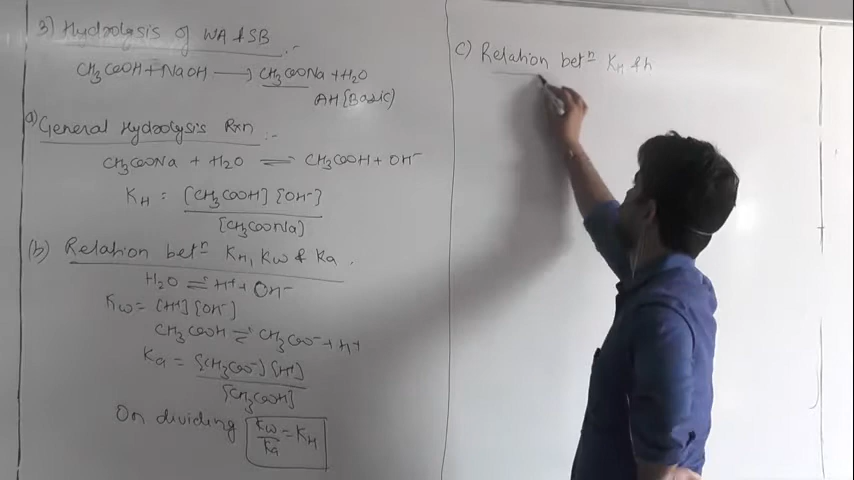 3) Hydrolysis of WA & SB :-
CH3COOH + NaOH ⟶ CH3COONa + H2O
AH (Basic)
a) General Hydrolysis Rxn :-
CH3COONa + H2O ⇌ CH3COOH + OH⁻
KH = [CH3COOH] [OH⁻] / [CH3COONa]
(b) Relation betⁿ KH, Kw & Ka .
H2O ⇌ H⁺ + OH⁻
Kw = [H⁺] [OH⁻]
CH3COOH ⇌ CH3COO⁻ + H⁺
Ka = [CH3COO⁻] [H⁺] / [CH3COOH]
On dividing Kw / Ka = KH
c) Relation betⁿ KH & h